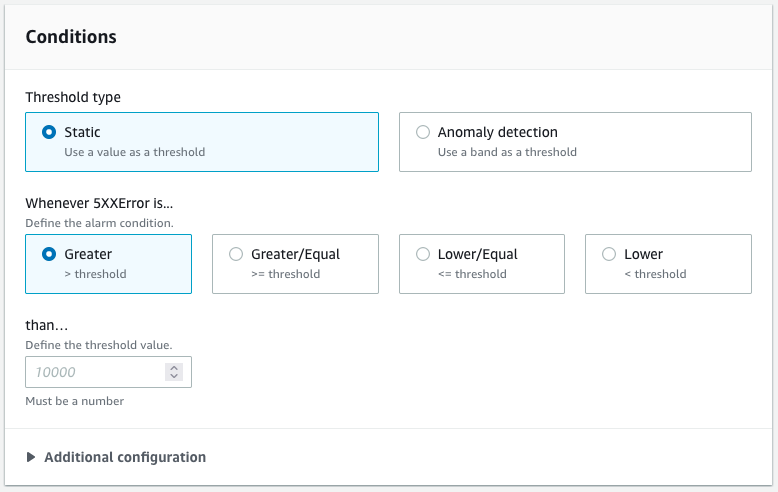 Conditions
Threshold type
Static
Use a value as a threshold
Anomaly detection
Use a band as a threshold
Whenever 5XXError is...
Define the alarm condition.
Greater
> threshold
Greater/Equal
>= threshold
Lower/Equal
<= threshold
Lower
< threshold
than…
Define the threshold value.
10000
Must be a number
Additional configuration